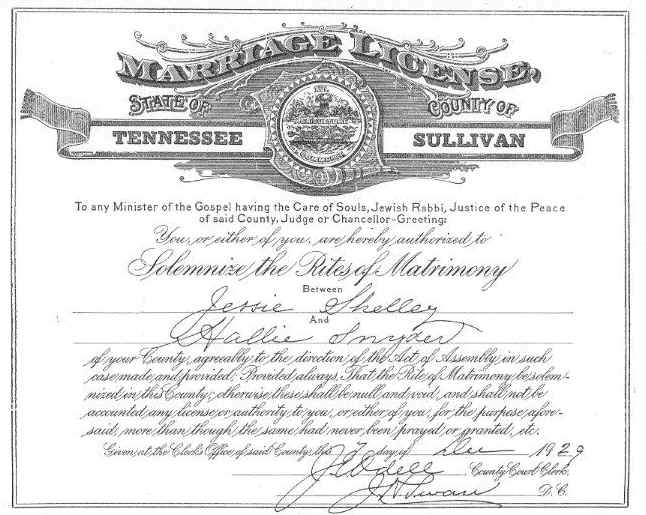 MARRIAGE LICENSE,
STATE OF
COUNTY OF
TENNESSEE
SULLIVAN
To any Minister of the Gospel having the Care of Souls, Jewish Rabbi, Justice of the Peace
of said County, Judge or Chancellor-Greeting:
You, or either of you, are hereby authorized to
Solemnize the Rites of Matrimony
Between
Jessie Shelley
And
Hallie Snyder
of your County, agreeably to the direction of the Act of Assembly in such
case made and provided, Provided always, That the Rite of Matrimony be solem-
nized in this County; otherwise these shall be null and void, and shall not be
accounted any license or authority to you, or either of you, for the purpose afore-
said, more than though the same had never been prayed or granted, etc.
Given at the Clerk's Office of said County, this 7 day of Dec 1929
J E Odell County Court Clerk.
Swan D. C.